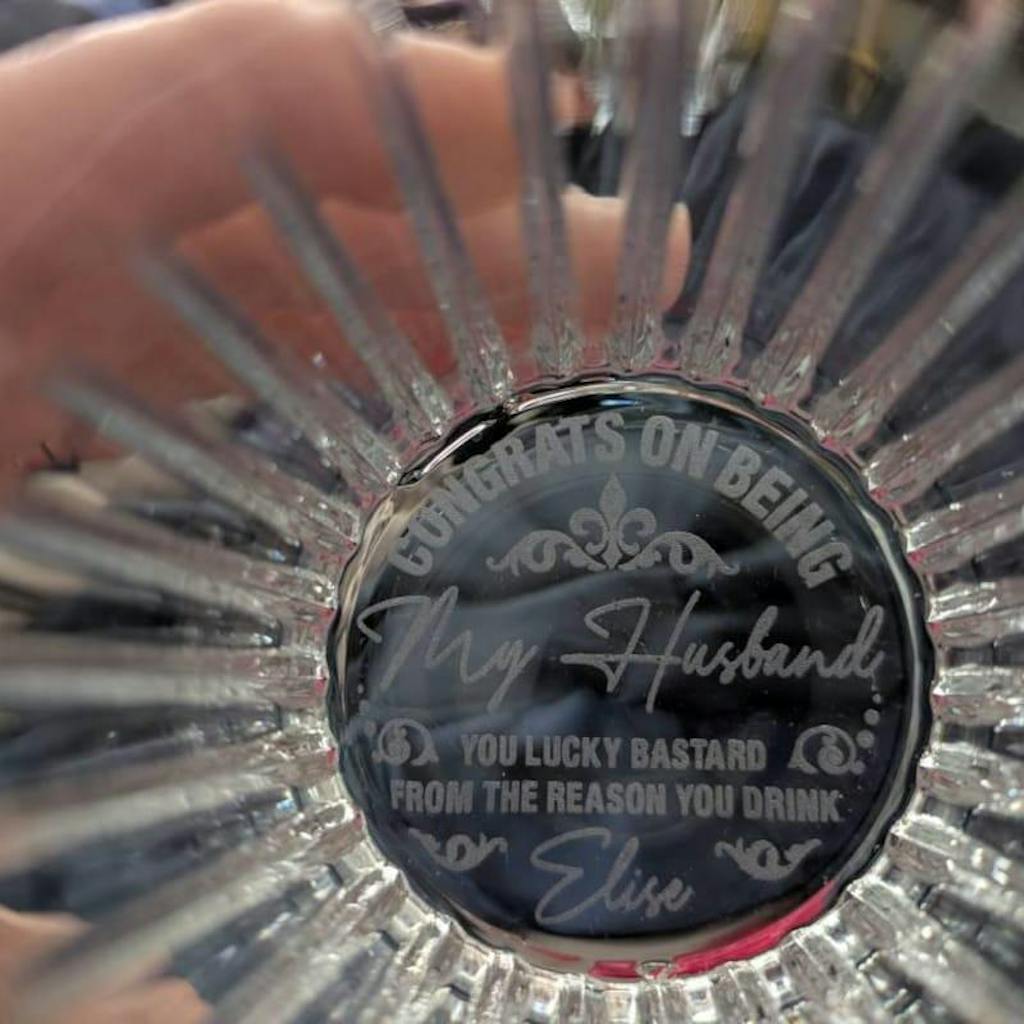 CONGRATS ON BEING
My Husband
YOU LUCKY BASTARD
FROM THE REASON YOU DRINK
Elise